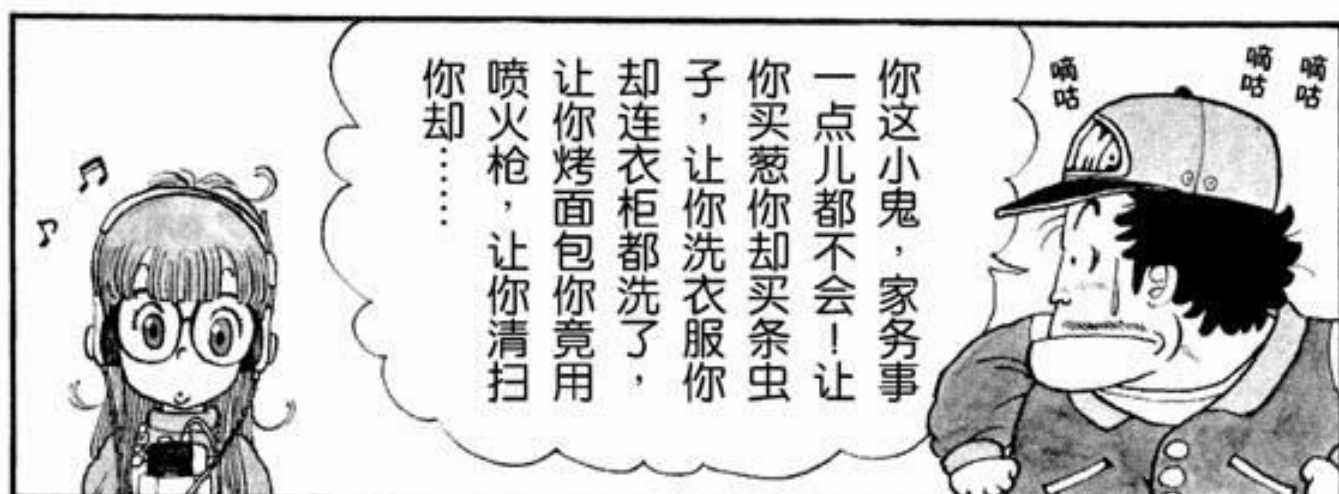 嘀咕
嘀咕
嘀咕
你这小鬼，家务事
一点儿都不会！让
你买葱你却买条虫
子，让你洗衣服你
却连衣柜都洗了，
让你烤面包你竟用
喷火枪，让你清扫
你却……